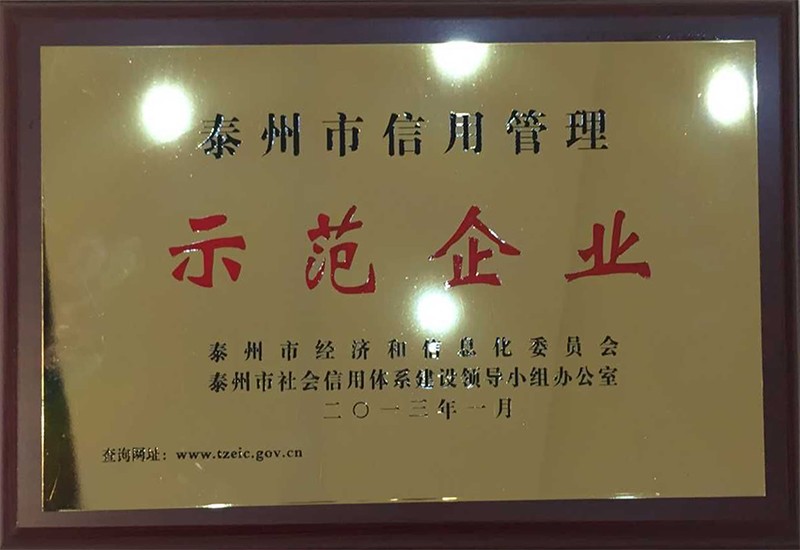 泰州市信用管理
示范企业
泰州市经济和信息化委员会
泰州市社会信用体系建设领导小组办公室
二〇一三年一月
查询网址：www.tzeic.gov.cn